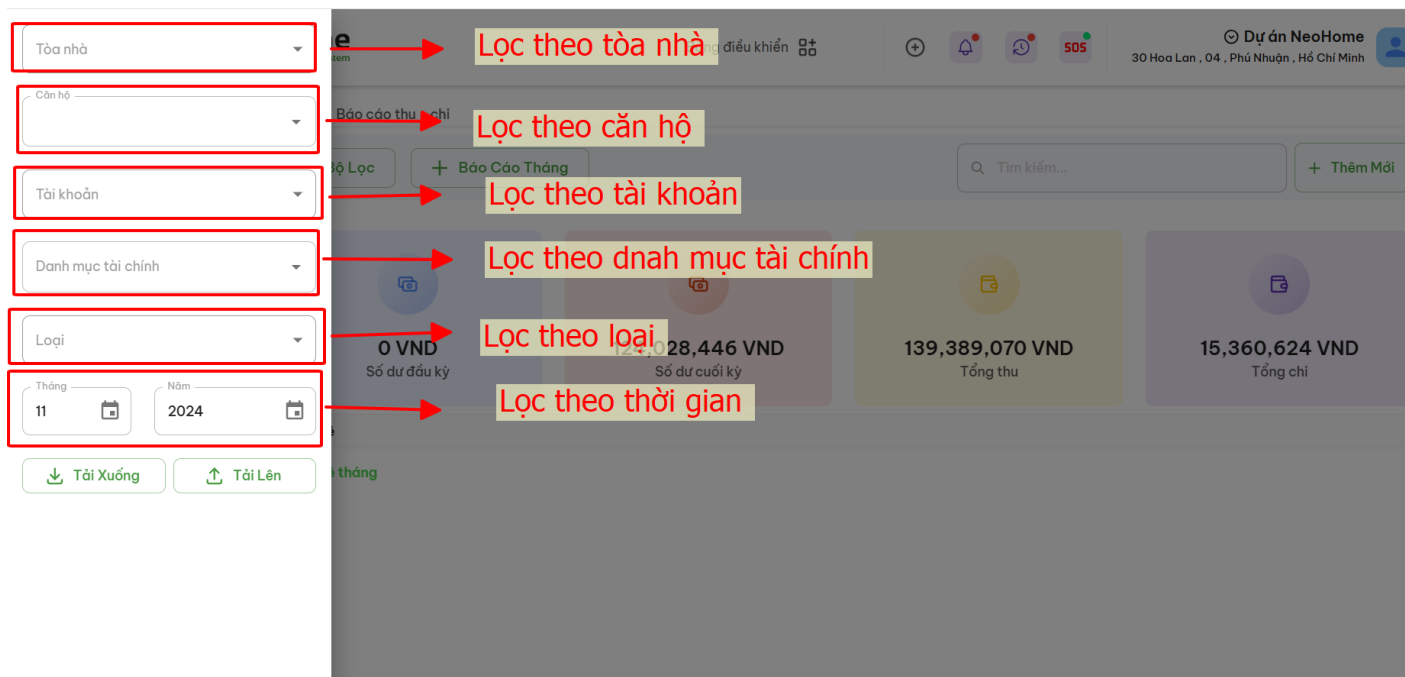 Tòa nhà
Lọc theo tòa nhà
điều khiển
SOS
Dự án NeoHome
30 Hoa Lan , 04 , Phú Nhuận , Hồ Chí Minh
Căn hộ
Lọc theo căn hộ
Báo cáo thu chi
Bộ Lọc
+ Báo Cáo Tháng
Tìm kiếm...
+ Thêm Mới
Tài khoản
Lọc theo tài khoản
Danh mục tài chính
Lọc theo dnah mục tài chính
Loại
Lọc theo loại
0 VND
Số dư đầu kỳ
124,028,446 VND
Số dư cuối kỳ
139,389,070 VND
Tổng thu
15,360,624 VND
Tổng chi
Tháng
11
Năm
2024
Lọc theo thời gian
Tải Xuống
Tải Lên
tháng